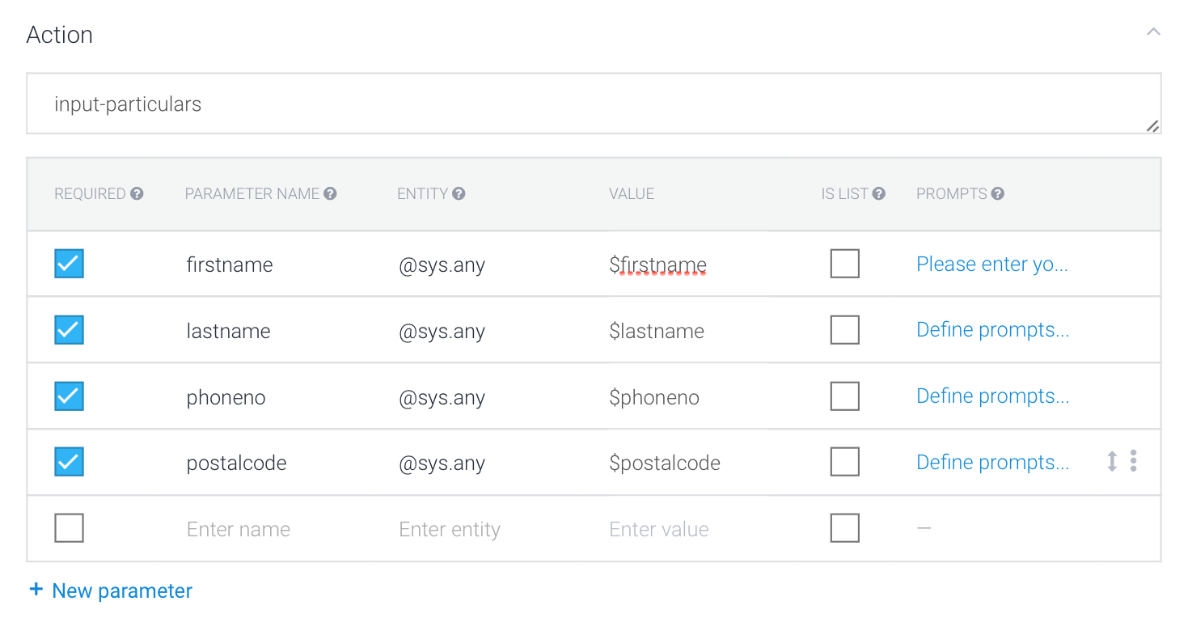 Action
input-particulars
REQUIRED PARAMETER NAME ENTITY VALUE IS LIST PROMPTS
firstname @sys.any $firstname Please enter yo...
lastname @sys.any $lastname Define prompts...
phoneno @sys.any $phoneno Define prompts...
postalcode @sys.any $postalcode Define prompts...
Enter name Enter entity Enter value —
+ New parameter